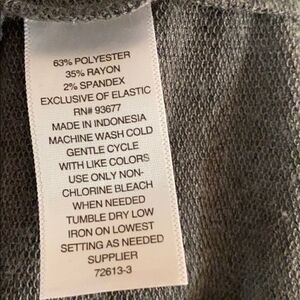 63% POLYESTER
35% RAYON
2% SPANDEX
EXCLUSIVE OF ELASTIC
RN# 93677
MADE IN INDONESIA
MACHINE WASH COLD
GENTLE CYCLE
WITH LIKE COLORS
USE ONLY NON-
CHLORINE BLEACH
WHEN NEEDED
TUMBLE DRY LOW
IRON ON LOWEST
SETTING AS NEEDED
SUPPLIER
72613-3